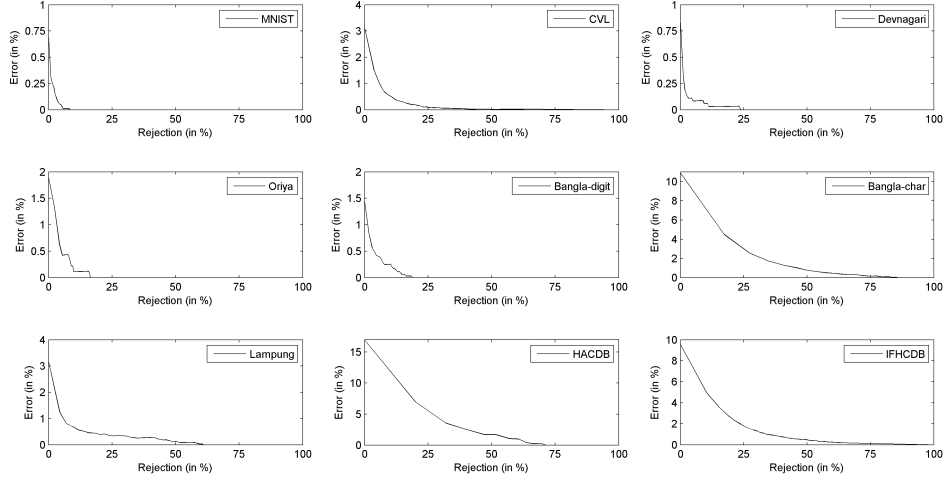 MNIST
Error (in %)
1
0.75
0.5
0.25
0
0 25 50 75 100
Rejection (in %)
CVL
Error (in %)
4
3
2
1
0
0 25 50 75 100
Rejection (in %)
Devnagari
Error (in %)
1
0.75
0.5
0.25
0
0 25 50 75 100
Rejection (in %)
Oriya
Error (in %)
2
1.5
1
0.5
0
0 25 50 75 100
Rejection (in %)
Bangla-digit
Error (in %)
2
1.5
1
0.5
0
0 25 50 75 100
Rejection (in %)
Bangla-char
Error (in %)
10
8
6
4
2
0
0 25 50 75 100
Rejection (in %)
Lampung
Error (in %)
4
3
2
1
0
0 25 50 75 100
Rejection (in %)
HACDB
Error (in %)
15
10
5
0
0 25 50 75 100
Rejection (in %)
IFHCDB
Error (in %)
10
8
6
4
2
0
0 25 50 75 100
Rejection (in %)